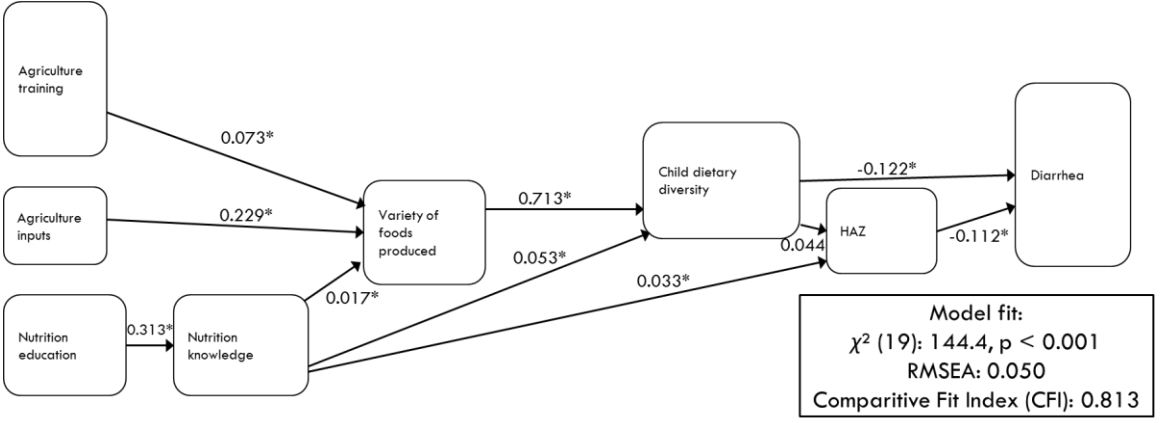 Agriculture
training
0.073*
Agriculture
inputs
0.229*
Nutrition
education
0.313*
Nutrition
knowledge
0.017*
Variety of
foods
produced
0.713*
0.053*
0.033*
Child dietary
diversity
-0.122*
0.044
HAZ
-0.112*
Diarrhea
Model fit:
χ² (19): 144.4, p < 0.001
RMSEA: 0.050
Comparitive Fit Index (CFI): 0.813